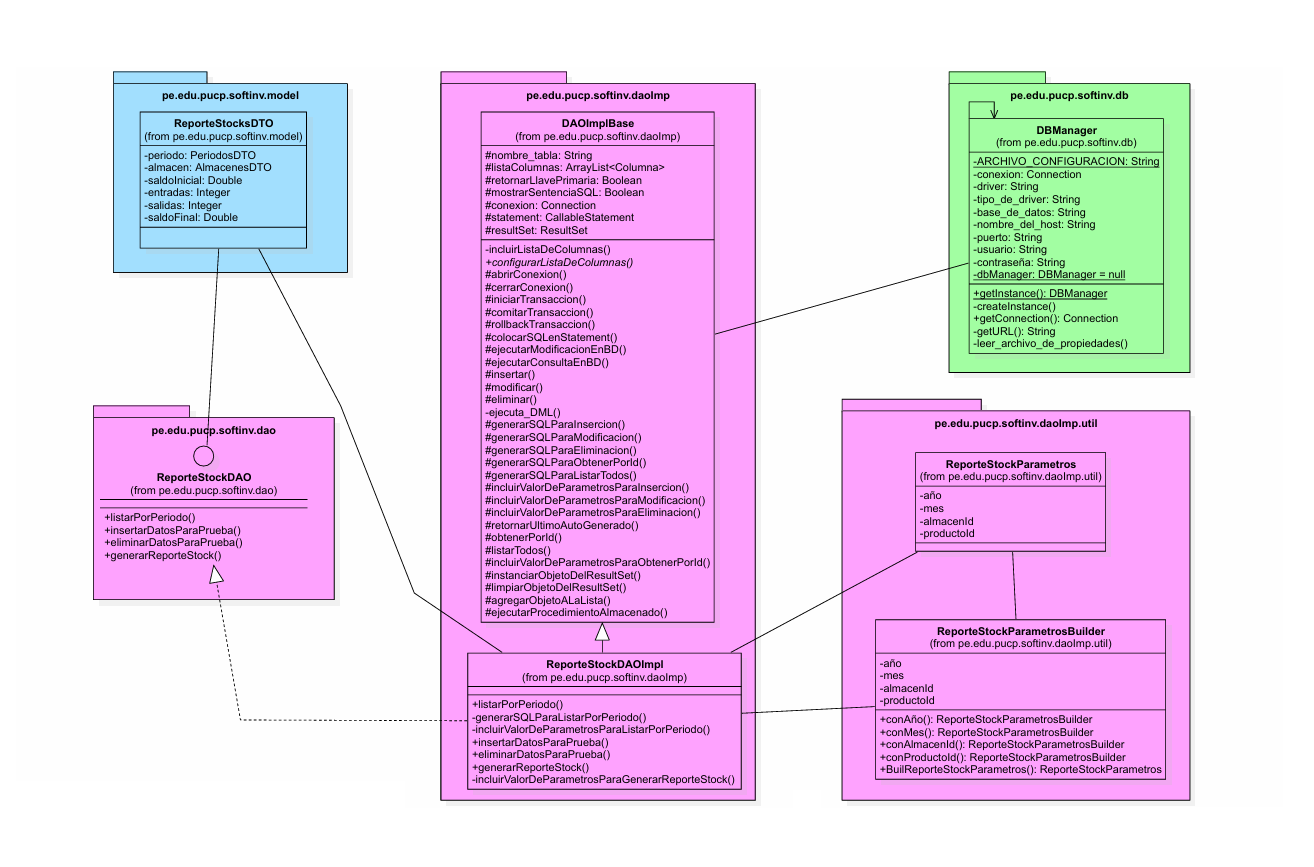 pe.edu.pucp.softinv.model
ReporteStocksDTO
(from pe.edu.pucp.softinv.model)
-periodo: PeriodosDTO
-almacen: AlmacenesDTO
-saldoInicial: Double
-entradas: Integer
-salidas: Integer
-saldoFinal: Double
pe.edu.pucp.softinv.dao
ReporteStockDAO
(from pe.edu.pucp.softinv.dao)
+listarPorPeriodo()
+insertarDatosParaPrueba()
+eliminarDatosParaPrueba()
+generarReporteStock()
pe.edu.pucp.softinv.daoImp
DAOImplBase
(from pe.edu.pucp.softinv.daoImp)
#nombre_tabla: String
#listaColumnas: ArrayList<Columna>
#retornarLlavePrimaria: Boolean
#mostrarSentenciaSQL: Boolean
#conexion: Connection
#statement: CallableStatement
#resultSet: ResultSet
-incluirListaDeColumnas()
+configurarListaDeColumnas()
#abrirConexion()
#cerrarConexion()
#iniciarTransaccion()
#comitarTransaccion()
#rollbackTransaccion()
#colocarSQLenStatement()
#ejecutarModificacionEnBD()
#ejecutarConsultaEnBD()
#insertar()
#modificar()
#eliminar()
-ejecuta_DML()
#generarSQLParaInsercion()
#generarSQLParaModificacion()
#generarSQLParaEliminacion()
#generarSQLParaObtenerPorId()
#generarSQLParaListarTodos()
#incluirValorDeParametrosParaInsercion()
#incluirValorDeParametrosParaModificacion()
#incluirValorDeParametrosParaEliminacion()
#retornarUltimoAutoGenerado()
#obtenerPorId()
#listarTodos()
#incluirValorDeParametrosParaObtenerPorId()
#instanciarObjetoDelResultSet()
#limpiarObjetoDelResultSet()
#agregarObjetoALaLista()
#ejecutarProcedimientoAlmacenado()
ReporteStockDAOImpl
(from pe.edu.pucp.softinv.daoImp)
+listarPorPeriodo()
-generarSQLParaListarPorPeriodo()
-incluirValorDeParametrosParaListarPorPeriodo()
+insertarDatosParaPrueba()
+eliminarDatosParaPrueba()
+generarReporteStock()
-incluirValorDeParametrosParaGenerarReporteStock()
pe.edu.pucp.softinv.db
DBManager
(from pe.edu.pucp.softinv.db)
-ARCHIVO_CONFIGURACION: String
-conexion: Connection
-driver: String
-tipo_de_driver: String
-base_de_datos: String
-nombre_del_host: String
-puerto: String
-usuario: String
-contraseña: String
-dbManager: DBManager = null
+getInstance(): DBManager
-createInstance()
+getConnection(): Connection
-getURL(): String
-leer_archivo_de_propiedades()
pe.edu.pucp.softinv.daoImp.util
ReporteStockParametros
(from pe.edu.pucp.softinv.daoImp.util)
-año
-mes
-almacenId
-productoId
ReporteStockParametrosBuilder
(from pe.edu.pucp.softinv.daoImp.util)
-año
-mes
-almacenId
-productoId
+conAño(): ReporteStockParametrosBuilder
+conMes(): ReporteStockParametrosBuilder
+conAlmacenId(): ReporteStockParametrosBuilder
+conProductoId(): ReporteStockParametrosBuilder
+BuilReporteStockParametros(): ReporteStockParametros